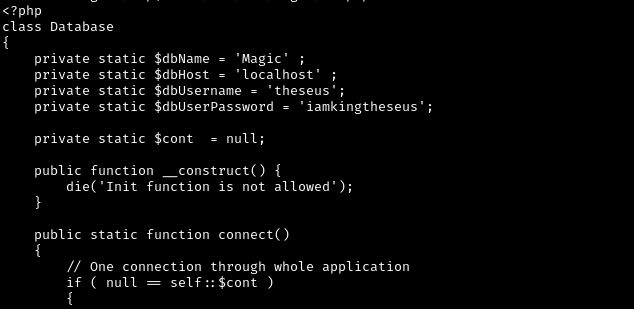 <?php
class Database
{
    private static $dbName = 'Magic' ;
    private static $dbHost = 'localhost' ;
    private static $dbUsername = 'theseus';
    private static $dbUserPassword = 'iamkingtheseus';

    private static $cont  = null;

    public function __construct() {
        die('Init function is not allowed');
    }

    public static function connect()
    {
        // One connection through whole application
        if ( null == self::$cont )
        {